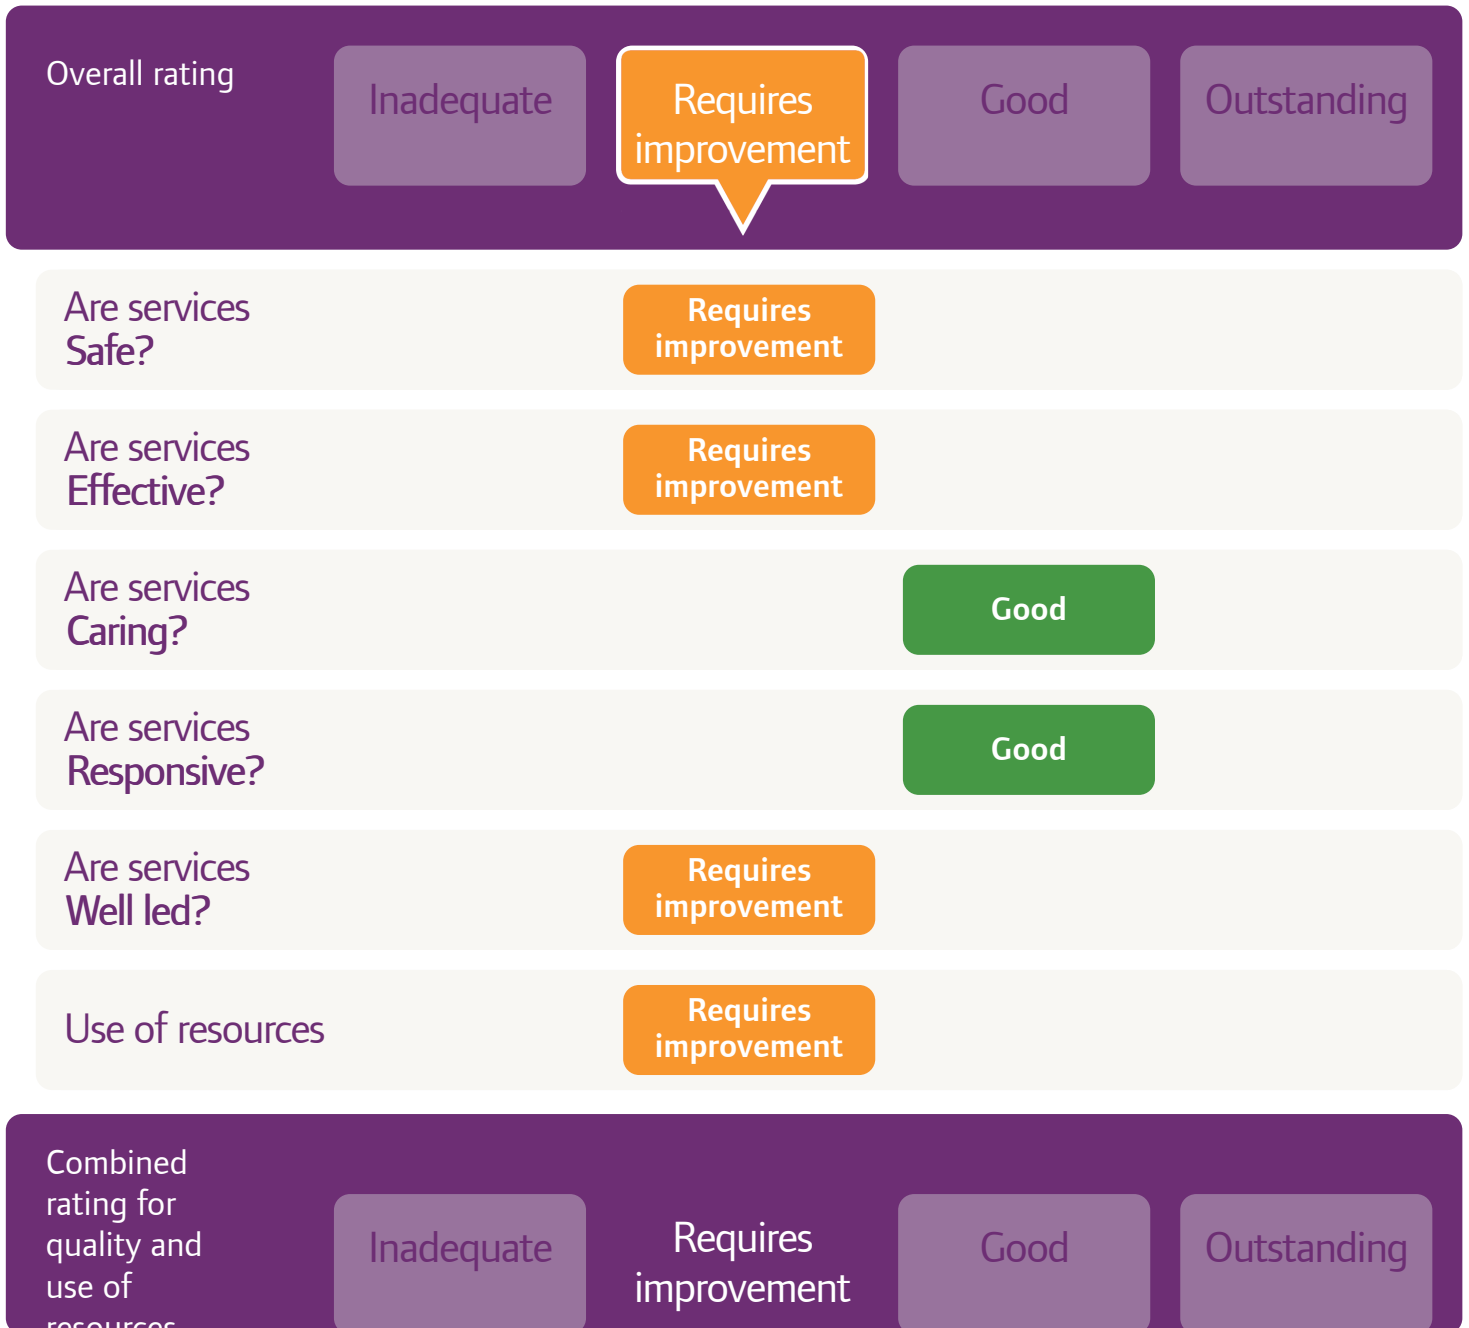 Overall rating
Inadequate
Requires
improvement
Good
Outstanding
Are services
Safe?
Requires
improvement
Are services
Effective?
Requires
improvement
Are services
Caring?
Good
Are services
Responsive?
Good
Are services
Well led?
Requires
improvement
Use of resources
Requires
improvement
Combined
rating for
quality and
use of
resources
Inadequate
Requires
improvement
Good
Outstanding